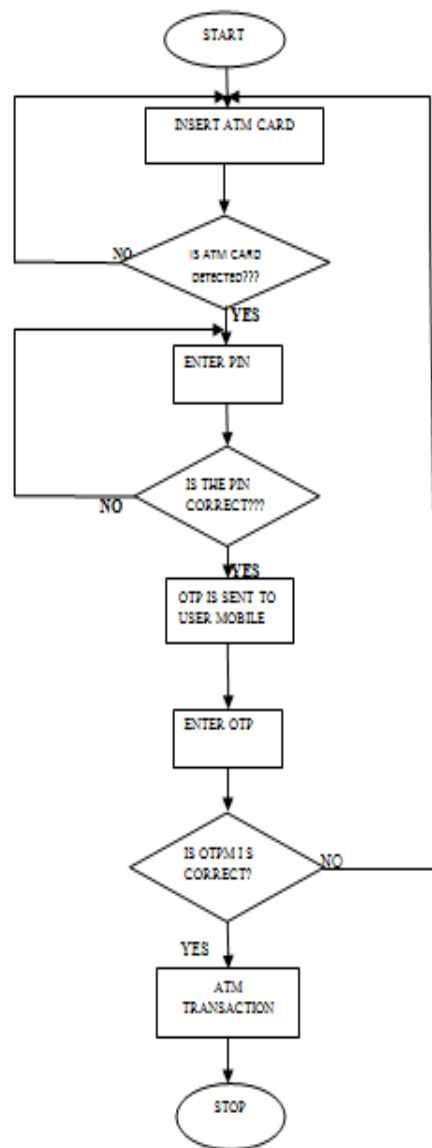 START
INSERT ATM CARD
NO
IS ATM CARD
DETECTED???
YES
ENTER PIN
IS THE PIN
CORRECT???
NO
YES
OTP IS SENT TO
USER MOBILE
ENTER OTP
IS OTPM I S
CORRECT?
NO
YES
ATM
TRANSACTION
STOP